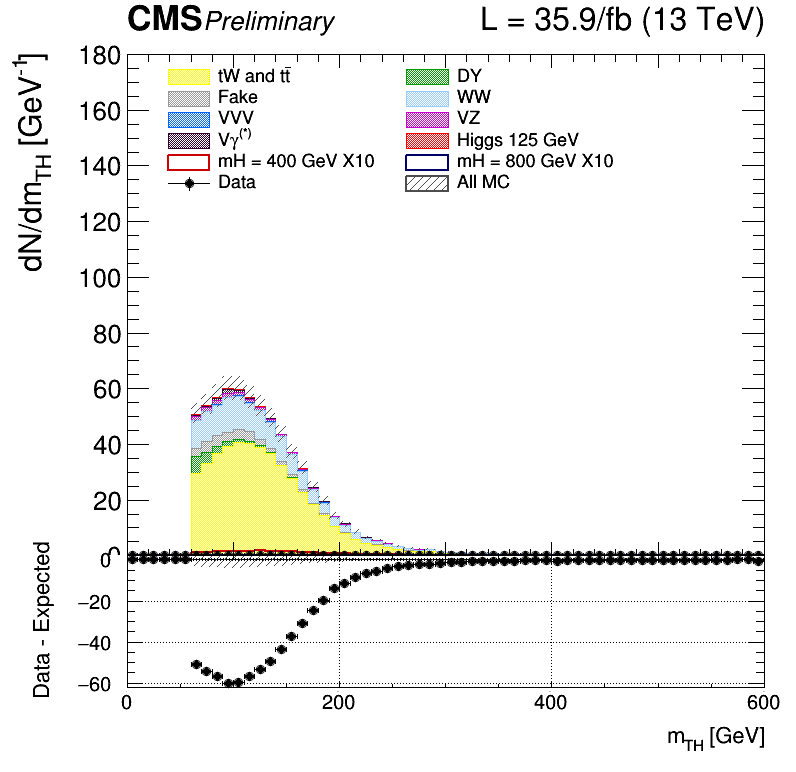 CMS Preliminary L = 35.9/fb (13 TeV)
dN/dm_TH [GeV⁻¹]
180
160
140
120
100
80
60
40
20
0
tW and tt̄ DY
Fake WW
VVV VZ
Vγ(*) Higgs 125 GeV
mH = 400 GeV X10 mH = 800 GeV X10
Data All MC
Data - Expected
0
−20
−40
−60
0 200 400 600
m_TH [GeV]